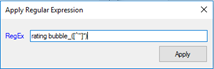 Apply Regular Expression
RegEx rating bubble_([^"]*)
Apply